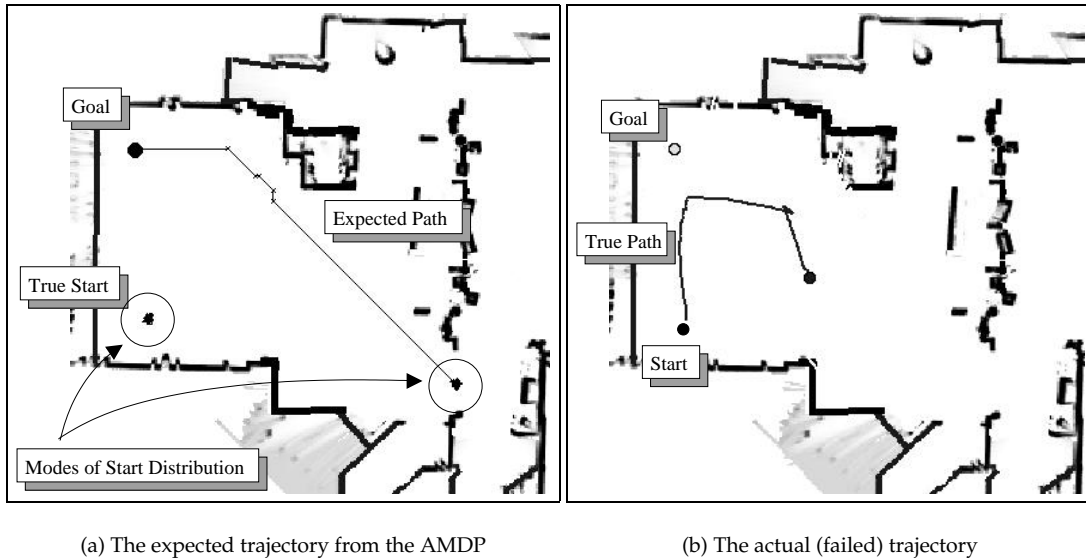 Goal
Expected Path
True Start
Modes of Start Distribution
Goal
True Path
Start
(a) The expected trajectory from the AMDP
(b) The actual (failed) trajectory